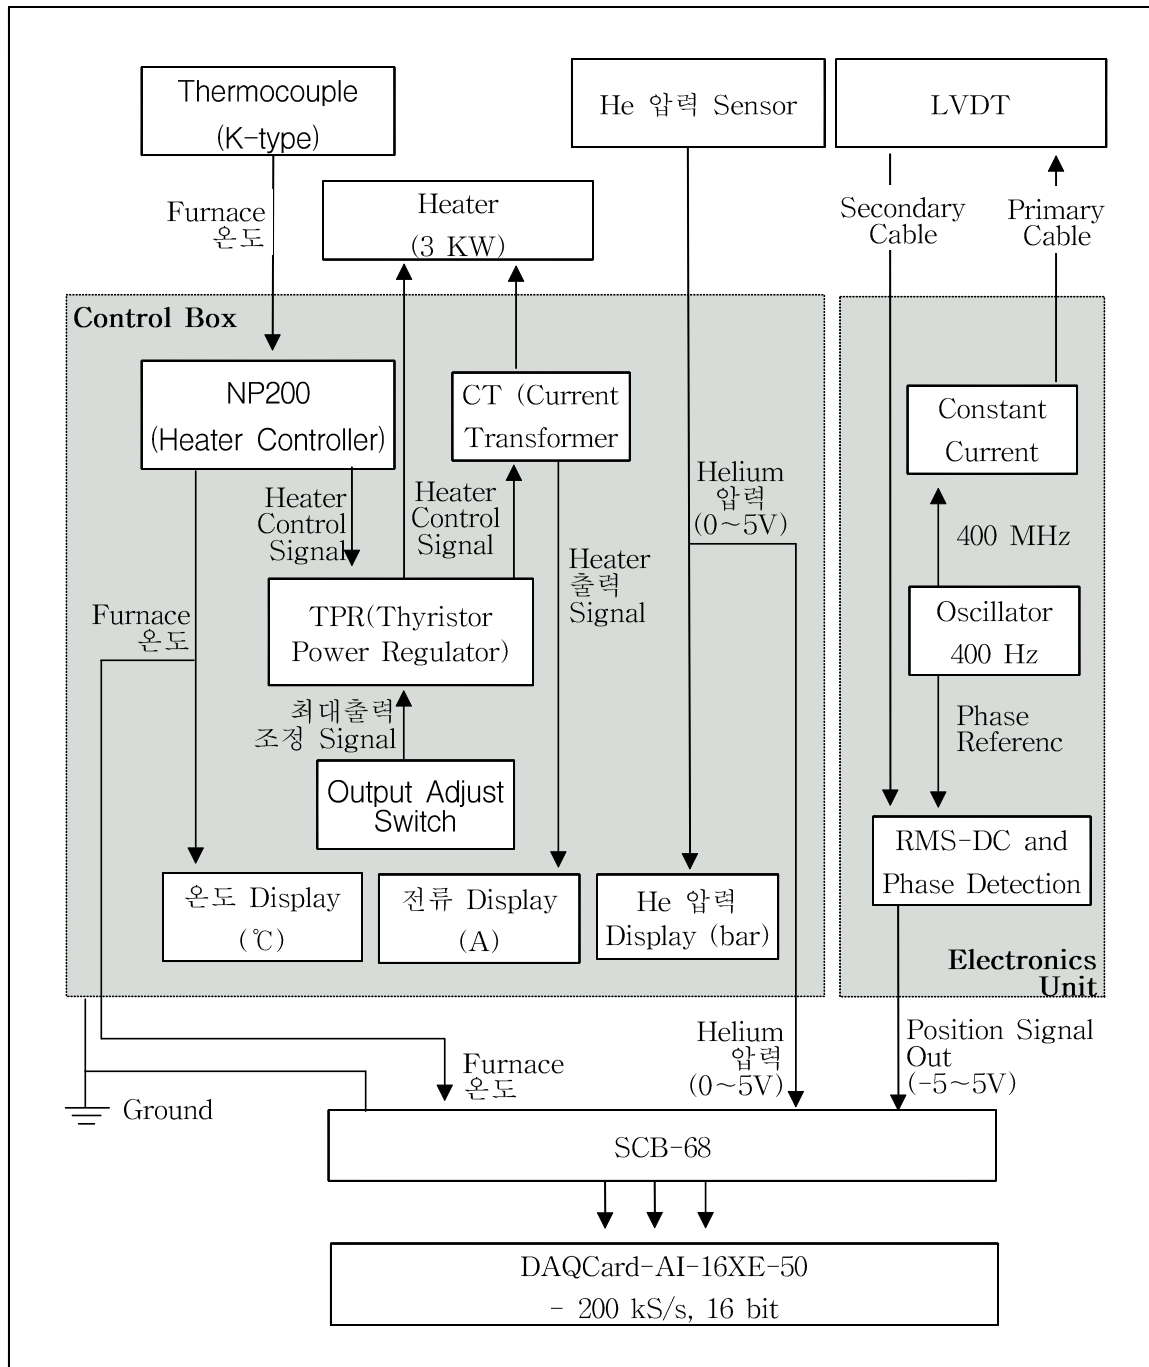 Thermocouple
(K-type)
He 압력 Sensor
LVDT
Furnace
온도
Heater
(3 KW)
Secondary
Cable
Primary
Cable
Control Box
NP200
(Heater Controller)
CT (Current
Transformer
Constant
Current
Heater
Control
Signal
Heater
Control
Signal
Helium
압력
(0~5V)
400 MHz
Heater
출력
Signal
Furnace
온도
TPR(Thyristor
Power Regulator)
Oscillator
400 Hz
최대출력
조정 Signal
Phase
Referenc
Output Adjust
Switch
RMS-DC and
Phase Detection
온도 Display
(℃)
전류 Display
(A)
He 압력
Display (bar)
Electronics
Unit
Helium
압력
(0~5V)
Position Signal
Out
(-5~5V)
Furnace
온도
Ground
SCB-68
DAQCard-AI-16XE-50
- 200 kS/s, 16 bit